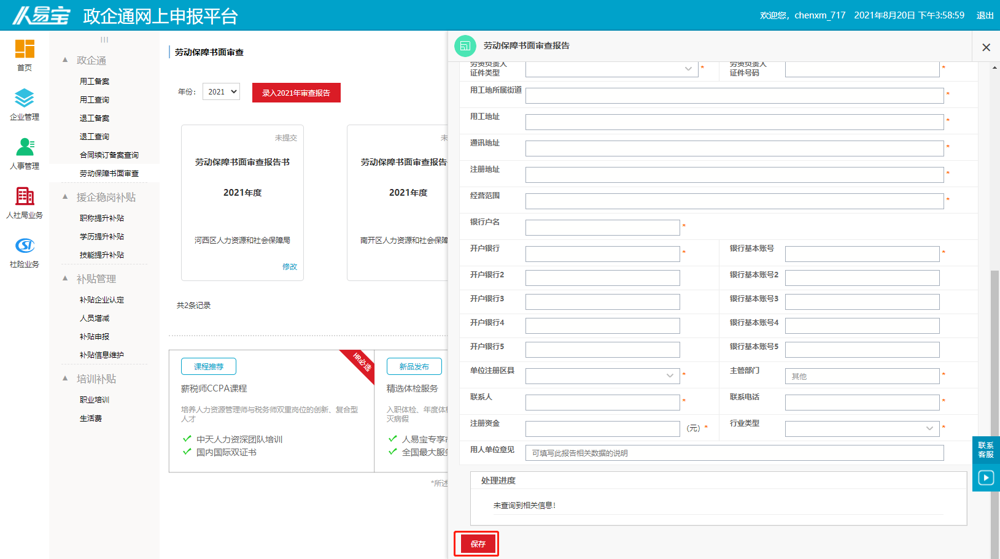 人易宝 政企通网上申报平台
欢迎您，chenxm_717 2021年8月20日 下午3:58:59 退出
首页
企业管理
人事管理
人社局业务
社险业务
政企通
用工备案
用工查询
退工备案
退工查询
合同续订备案查询
劳动保障书面审查
援企稳岗补贴
职称提升补贴
学历提升补贴
技能提升补贴
补贴管理
补贴企业认定
人员增减
补贴申报
补贴信息维护
培训补贴
职业培训
生活费
劳动保障书面审查
年份： 2021 录入2021年审查报告
未提交
劳动保障书面审查报告书
2021年度
河西区人力资源和社会保障局
修改
未
劳动保障书面审查报告
2021年度
南开区人力资源和社会保障
共2条记录
课程推荐
HR必选
薪税师CCPA课程
培养人力资源管理师与税务师双重岗位的创新、复合型
人才
中天人力资深团队培训
国内国际双证书
新品发布
精选体检服务
入职体检、年度体检
灭病假
人易宝专享
全国最大服务
*所述
劳动保障书面审查报告
劳资负责人
证件类型 *
劳资负责人
证件号码 *
用工地所属街道 *
用工地址 *
通讯地址 *
注册地址 *
经营范围 *
银行户名 *
开户银行 * 银行基本账号 *
开户银行2 银行基本账号2
开户银行3 银行基本账号3
开户银行4 银行基本账号4
开户银行5 银行基本账号5
单位注册区县 * 主管部门 其他 *
联系人 * 联系电话 *
注册资金 （元） * 行业类型 *
用人单位意见 可填写此报告相关数据的说明
处理进度
未查询到相关信息!
保存
联系
客服